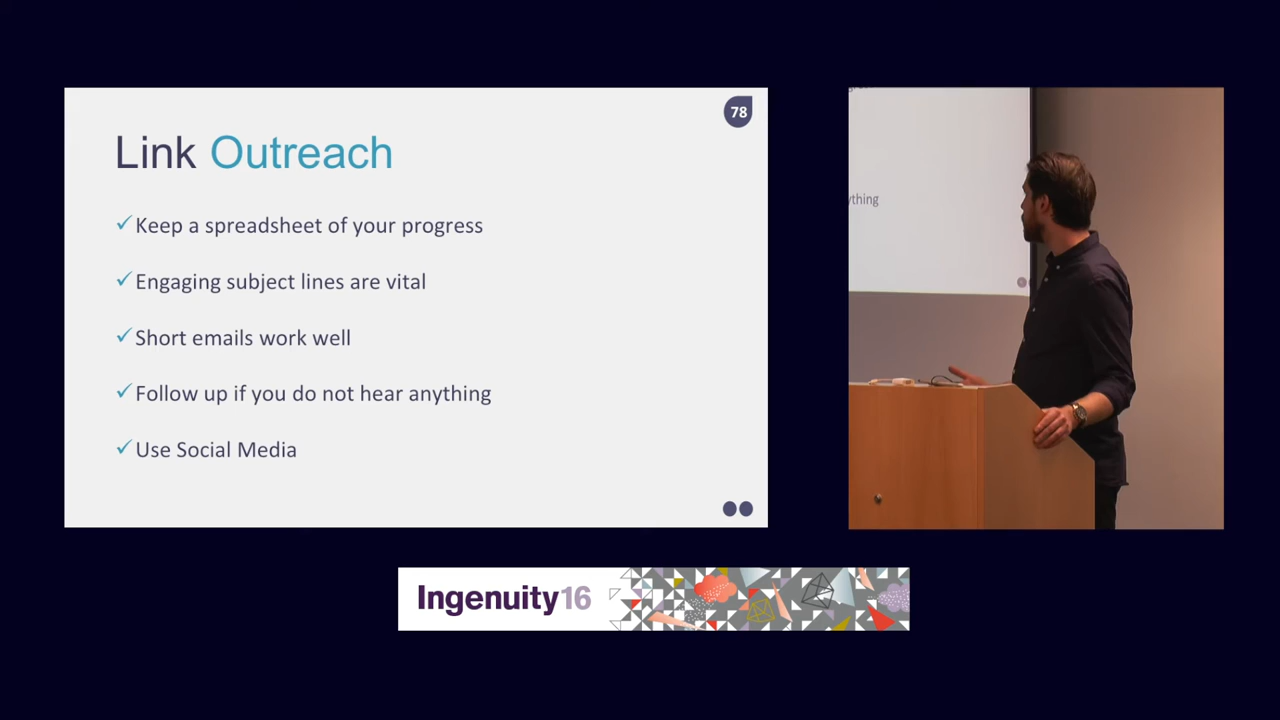 78
Link Outreach
✓Keep a spreadsheet of your progress
✓Engaging subject lines are vital
✓Short emails work well
✓Follow up if you do not hear anything
✓Use Social Media
ything
Ingenuity16